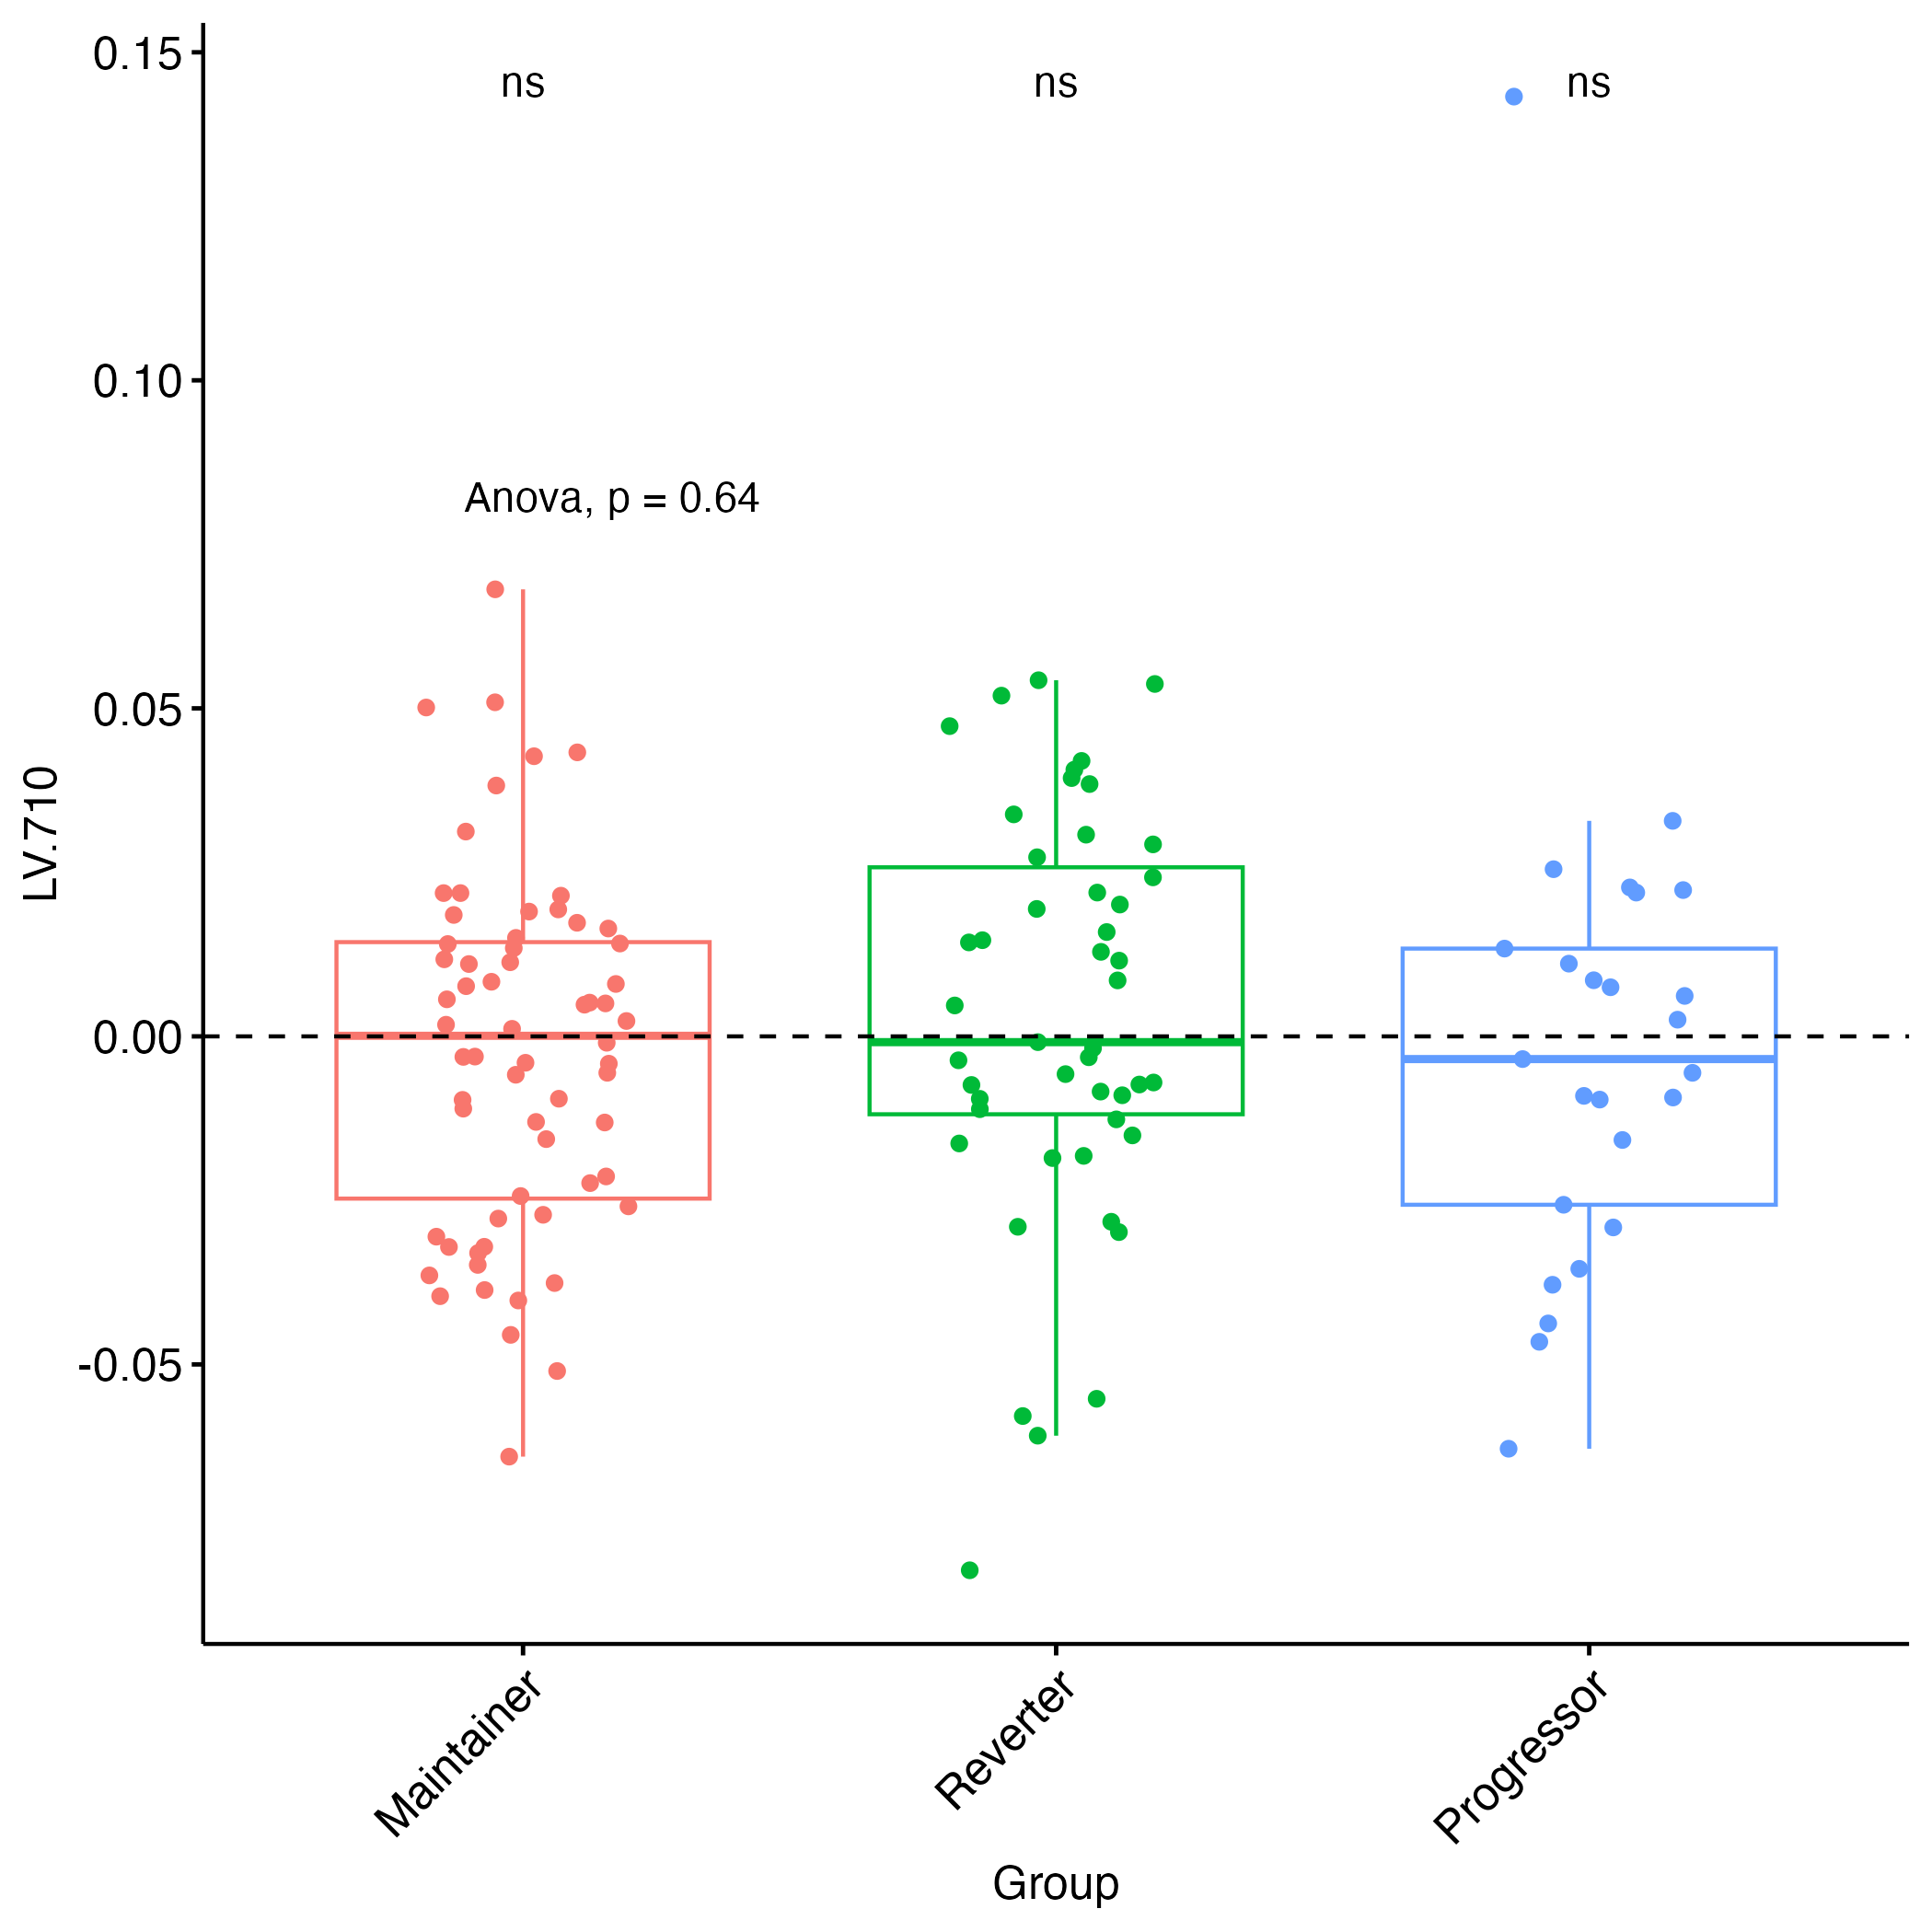 0.15
ns
ns
ns
0.10
Anova, p = 0.64
0.05
LV.710
0.00
-0.05
Maintainer
Reverter
Progressor
Group